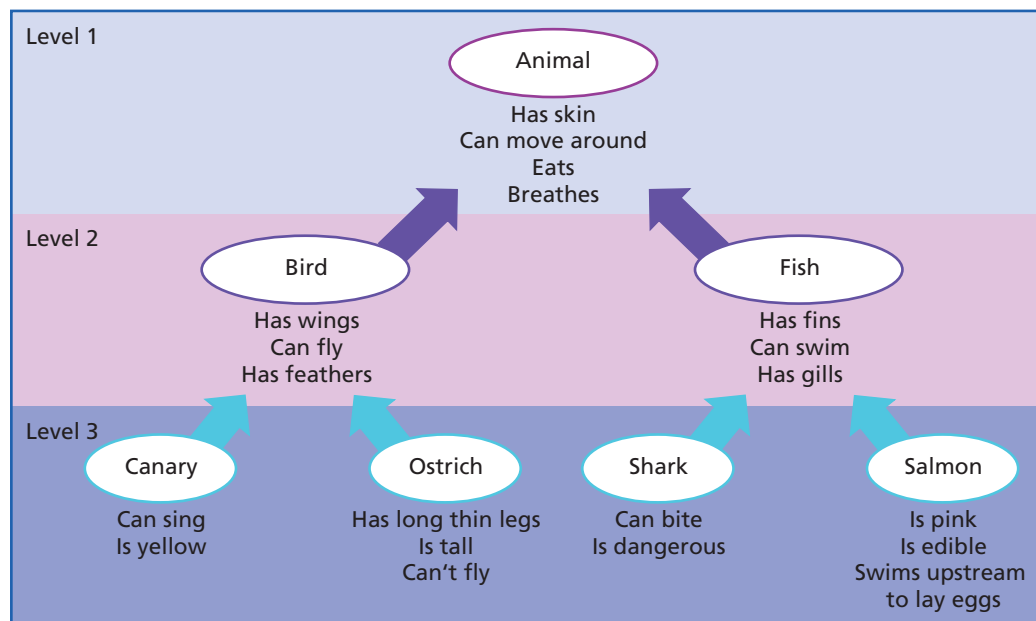 Level 1
Animal
Has skin
Can move around
Eats
Breathes
Level 2
Bird
Has wings
Can fly
Has feathers
Fish
Has fins
Can swim
Has gills
Level 3
Canary
Can sing
Is yellow
Ostrich
Has long thin legs
Is tall
Can‘t fly
Shark
Can bite
Is dangerous
Salmon
Is pink
Is edible
Swims upstream
to lay eggs